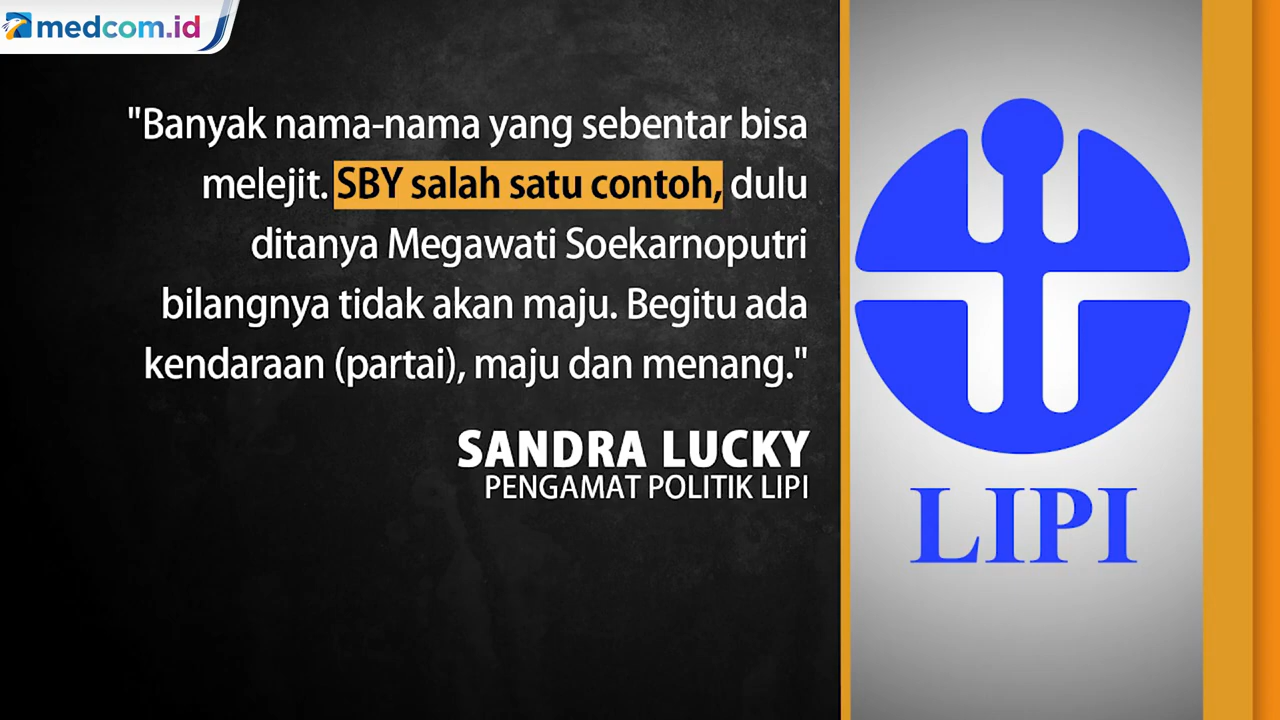 medcom.id
"Banyak nama-nama yang sebentar bisa
melejit. SBY salah satu contoh, dulu
ditanya Megawati Soekarnoputri
bilangnya tidak akan maju. Begitu ada
kendaraan (partai), maju dan menang."
SANDRA LUCKY
PENGAMAT POLITIK LIPI
LIPI